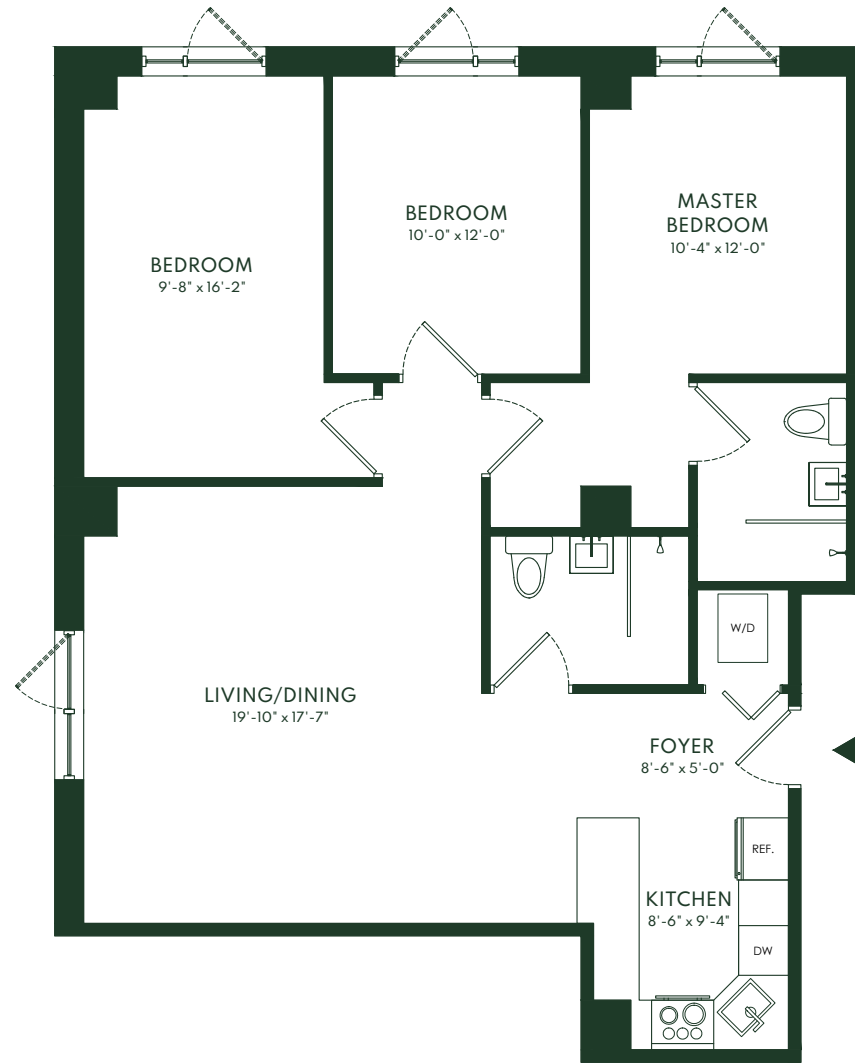 MASTER
BEDROOM
10'-4" x 12'-0"
BEDROOM
10'-0" x 12'-0"
BEDROOM
9'-8" x 16'-2"
W/D
LIVING/DINING
19'-10" x 17'-7"
FOYER
8'-6" x 5'-0"
REF.
KITCHEN
8'-6" x 9'-4"
DW